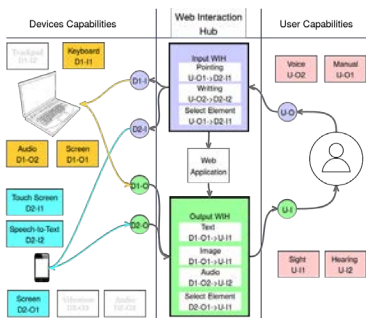 Devices Capabilities
Web Interaction
Hub
User Capabilities
Trackpad
D1-I2
Keyboard
D1-I1
Audio
D1-O2
Screen
D1-O1
Touch Screen
D2-I1
Speech-to-Text
D2-I2
Screen
D2-O1
Vibration
Audio
D1-I
D2-I
D1-O
D2-O
Input WIH
Pointing
U-O1->D2-I1
Writting
U-O2->D2-I2
Select Element
U-O1->D2-I1
Web
Application
Output WIH
Text
D1-O1->U-I1
Image
D1-O1->U-I1
Audio
D1-O2->U-I2
Select Element
D2-O1->U-I1
Voice
U-O2
Manual
U-O1
U-O
U-I
Sight
U-I1
Hearing
U-I2